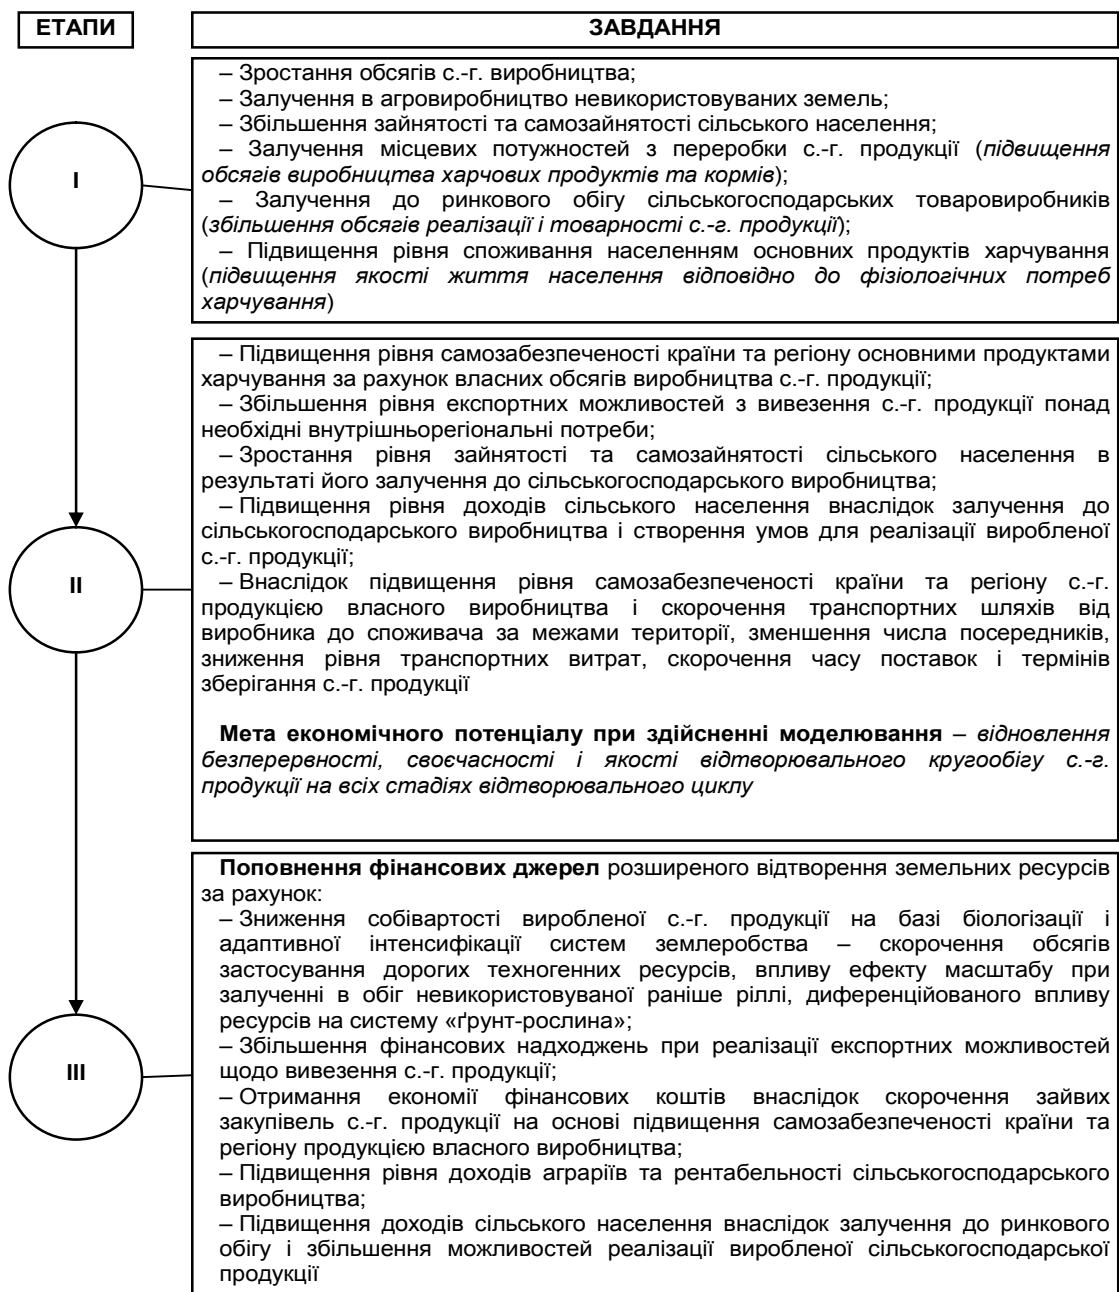 ЕТАПИ
ЗАВДАННЯ
I
– Зростання обсягів с.-г. виробництва;
– Залучення в агровиробництво невикористовуваних земель;
– Збільшення зайнятості та самозайнятості сільського населення;
– Залучення місцевих потужностей з переробки с.-г. продукції (підвищення
обсягів виробництва харчових продуктів та кормів);
– Залучення до ринкового обігу сільськогосподарських товаровиробників
(збільшення обсягів реалізації і товарності с.-г. продукції);
– Підвищення рівня споживання населенням основних продуктів харчування
(підвищення якості життя населення відповідно до фізіологічних потреб
харчування)
II
– Підвищення рівня самозабезпеченості країни та регіону основними продуктами
харчування за рахунок власних обсягів виробництва с.-г. продукції;
– Збільшення рівня експортних можливостей з вивезення с.-г. продукції понад
необхідні внутрішньорегіональні потреби;
– Зростання рівня зайнятості та самозайнятості сільського населення в
результаті його залучення до сільськогосподарського виробництва;
– Підвищення рівня доходів сільського населення внаслідок залучення до
сільськогосподарського виробництва і створення умов для реалізації виробленої
с.-г. продукції;
– Внаслідок підвищення рівня самозабезпеченості країни та регіону с.-г.
продукцією власного виробництва і скорочення транспортних шляхів від
виробника до споживача за межами території, зменшення числа посередників,
зниження рівня транспортних витрат, скорочення часу поставок і термінів
зберігання с.-г. продукції
Мета економічного потенціалу при здійсненні моделювання – відновлення
безперервності, своєчасності і якості відтворювального кругообігу с.-г.
продукції на всіх стадіях відтворювального циклу
III
Поповнення фінансових джерел розширеного відтворення земельних ресурсів
за рахунок:
– Зниження собівартості виробленої с.-г. продукції на базі біологізації і
адаптивної інтенсифікації систем землеробства – скорочення обсягів
застосування дорогих техногенних ресурсів, впливу ефекту масштабу при
залученні в обіг невикористовуваної раніше ріллі, диференційованого впливу
ресурсів на систему «ґрунт-рослина»;
– Збільшення фінансових надходжень при реалізації експортних можливостей
щодо вивезення с.-г. продукції;
– Отримання економії фінансових коштів внаслідок скорочення зайвих
закупівель с.-г. продукції на основі підвищення самозабезпеченості країни та
регіону продукцією власного виробництва;
– Підвищення рівня доходів аграріїв та рентабельності сільськогосподарського
виробництва;
– Підвищення доходів сільського населення внаслідок залучення до ринкового
обігу і збільшення можливостей реалізації виробленої сільськогосподарської
продукції